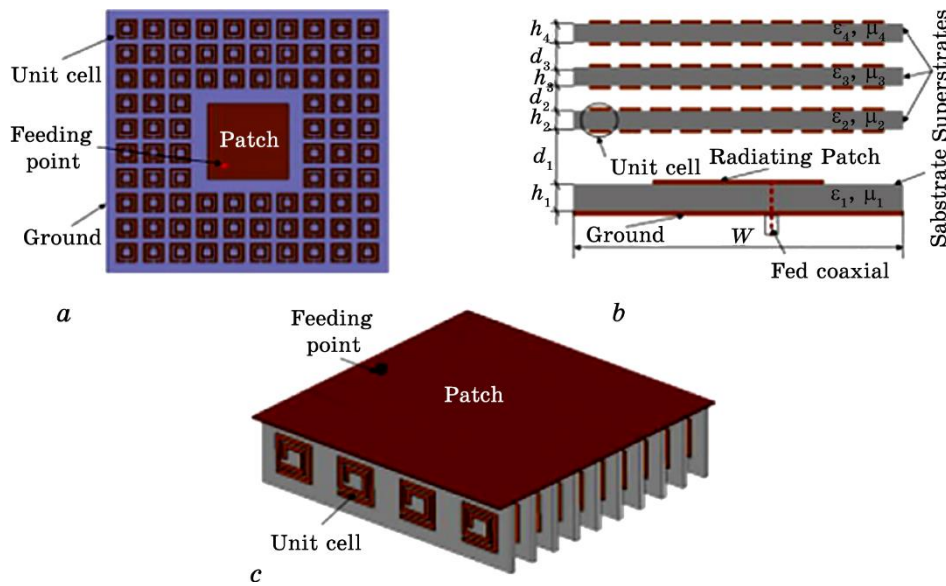 Unit cell
Feeding
point
Patch
Ground
a
h4
d3
h3
d2
h2
d1
h1
ε4, μ4
ε3, μ3
ε2, μ2
Unit cell
Radiating Patch
ε1, μ1
Ground
W
Fed coaxial
Sabstrate Superstrates
b
Feeding
point
Patch
Unit cell
c